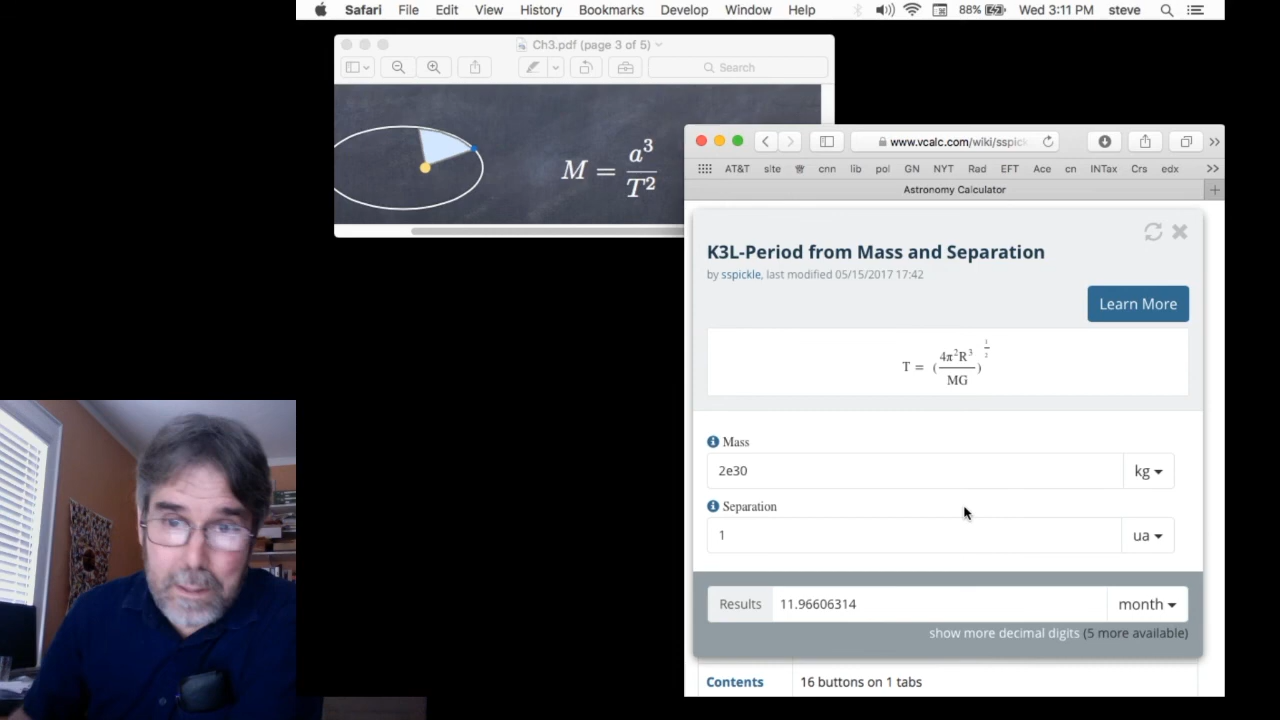 Safari File Edit View History Bookmarks Develop Window Help 88% Wed 3:11 PM steve
Ch3.pdf (page 3 of 5)
Search
M = a³/T²
www.vcalc.com/wiki/sspick
AT&T site cnn lib pol GN NYT Rad EFT Ace cn INTax Crs edx
Astronomy Calculator
K3L-Period from Mass and Separation
by sspickle, last modified 05/15/2017 17:42
Learn More
T = (4π²R³/MG)^1/2
Mass
2e30 kg
Separation
1 ua
Results 11.96606314 month
show more decimal digits (5 more available)
Contents 16 buttons on 1 tabs